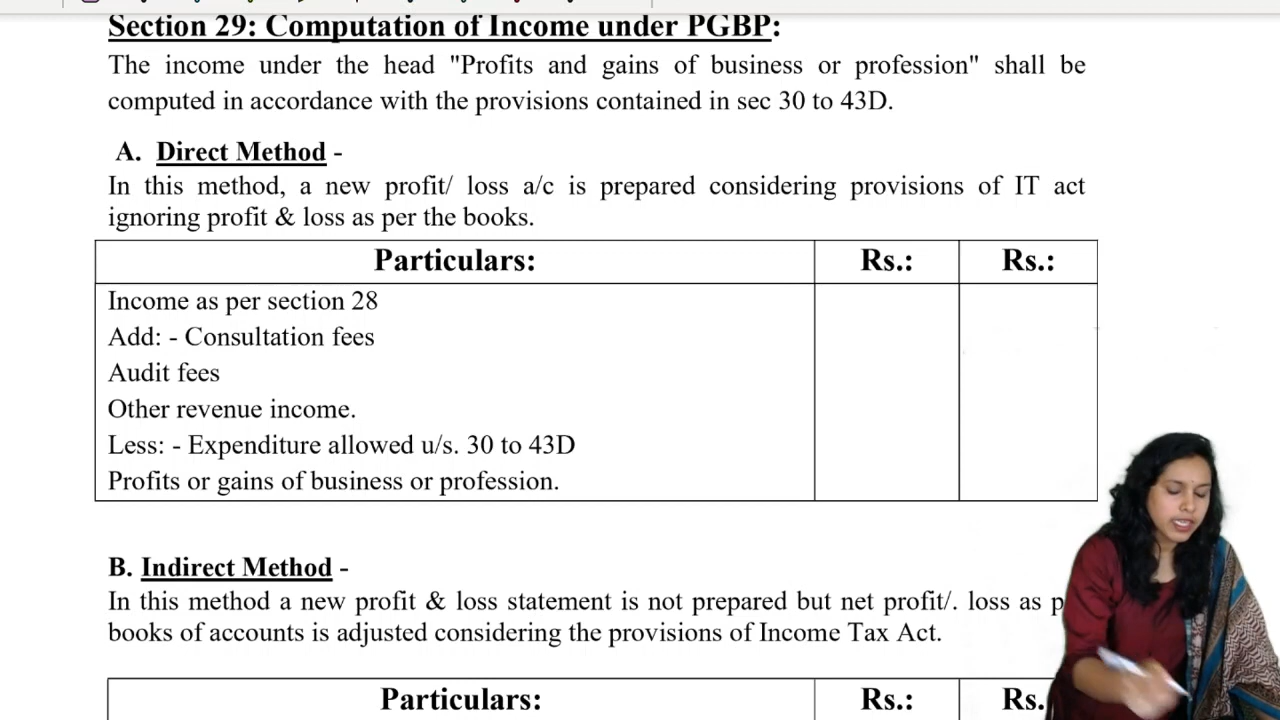 Section 29: Computation of Income under PGBP:
The income under the head "Profits and gains of business or profession" shall be
computed in accordance with the provisions contained in sec 30 to 43D.
A. Direct Method -
In this method, a new profit/ loss a/c is prepared considering provisions of IT act
ignoring profit & loss as per the books.
Particulars: Rs.: Rs.:
Income as per section 28
Add: - Consultation fees
Audit fees
Other revenue income.
Less: - Expenditure allowed u/s. 30 to 43D
Profits or gains of business or profession.
B. Indirect Method -
In this method a new profit & loss statement is not prepared but net profit/. loss as p
books of accounts is adjusted considering the provisions of Income Tax Act.
Particulars: Rs.: Rs.